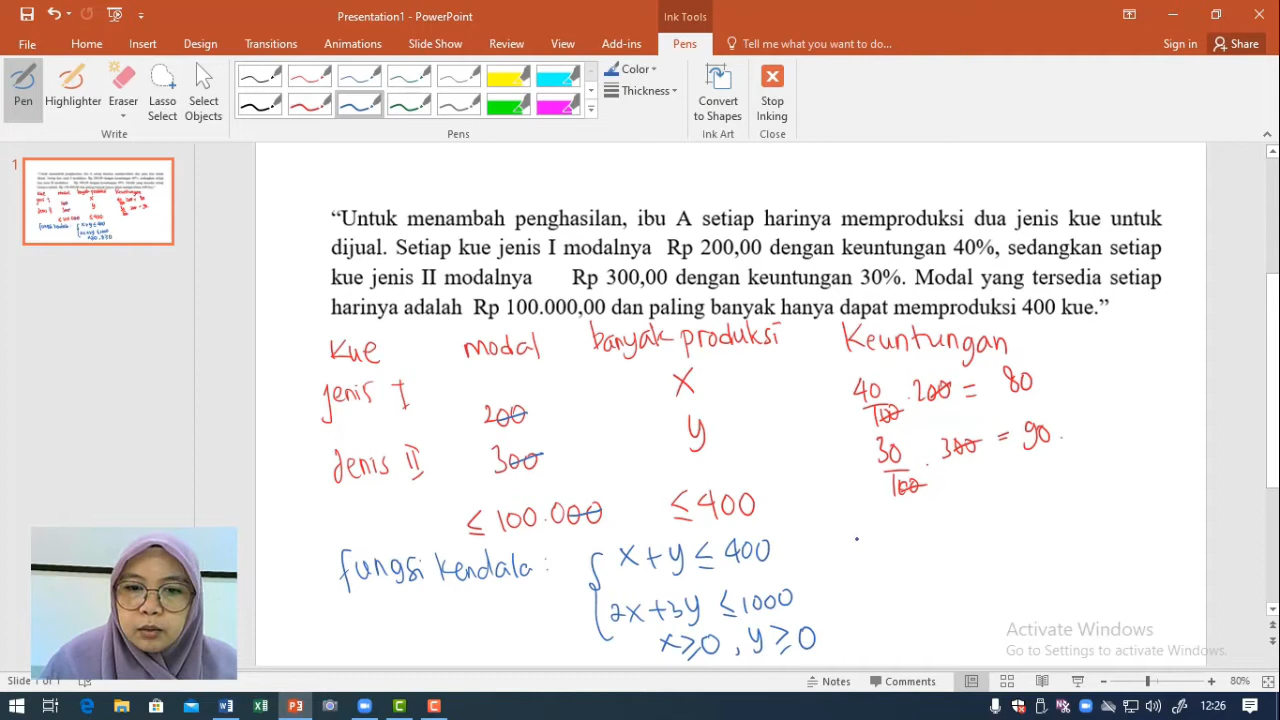 Presentation1 - PowerPoint
Ink Tools
File Home Insert Design Transitions Animations Slide Show Review View Add-ins Pens Tell me what you want to do... Sign in Share
Pen Highlighter Eraser Lasso Select Select Objects
Color
Thickness
Convert to Shapes
Stop Inking
Write Pens Ink Art Close
1
“Untuk menambah penghasilan, ibu A setiap harinya memproduksi dua jenis kue untuk
dijual. Setiap kue jenis I modalnya Rp 200,00 dengan keuntungan 40%, sedangkan setiap
kue jenis II modalnya Rp 300,00 dengan keuntungan 30%. Modal yang tersedia setiap
harinya adalah Rp 100.000,00 dan paling banyak hanya dapat memproduksi 400 kue.”
Kue modal banyak produksi Keuntungan
jenis I 200 x 40/100 . 200 = 80
Jenis II 300 y 30/100 . 300 = 90.
≤ 100.000 ≤ 400
fungsi kendala : x + y ≤ 400
2x + 3y ≤ 1000
x ≥ 0 , y ≥ 0
Activate Windows
Go to Settings to activate Windows.
Slide 1 of 1 Notes Comments 80%
12:26